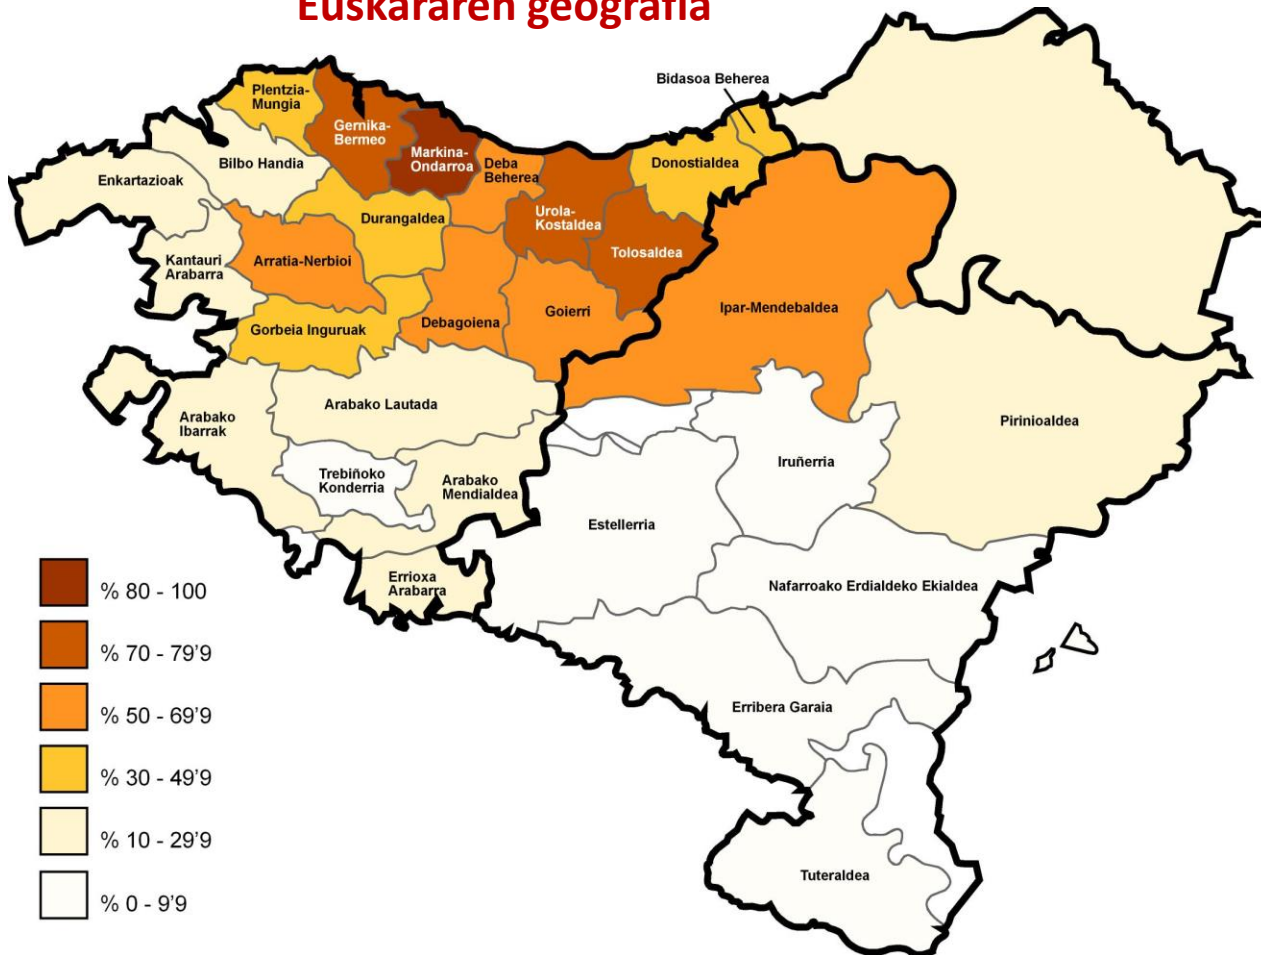 Euskararen geografia
Bidasoa Beherea
Plentzia-
Mungia
Gernika-
Bermeo
Markina-
Ondarroa
Deba
Beherea
Donostialdea
Bilbo Handia
Enkartazioak
Durangaldea
Urola-
Kostaldea
Tolosaldea
Kantauri
Arabarra
Arratia-Nerbioi
Ipar-Mendebaldea
Goierri
Debagoiena
Gorbeia Inguruak
Arabako Lautada
Arabako
Ibarrak
Pirinioaldea
Iruñerria
Trebiñoko
Konderria
Arabako
Mendialdea
Estellerria
Errioxa
Arabarra
Nafarroako Erdialdeko Ekialdea
Erribera Garaia
Tuteraldea
% 80 - 100
% 70 - 79'9
% 50 - 69'9
% 30 - 49'9
% 10 - 29'9
% 0 - 9'9